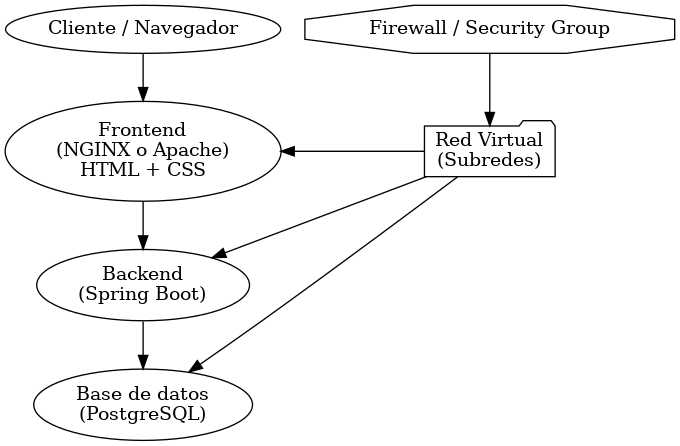 Cliente / Navegador
Firewall / Security Group
Frontend
(NGINX o Apache)
HTML + CSS
Red Virtual
(Subredes)
Backend
(Spring Boot)
Base de datos
(PostgreSQL)